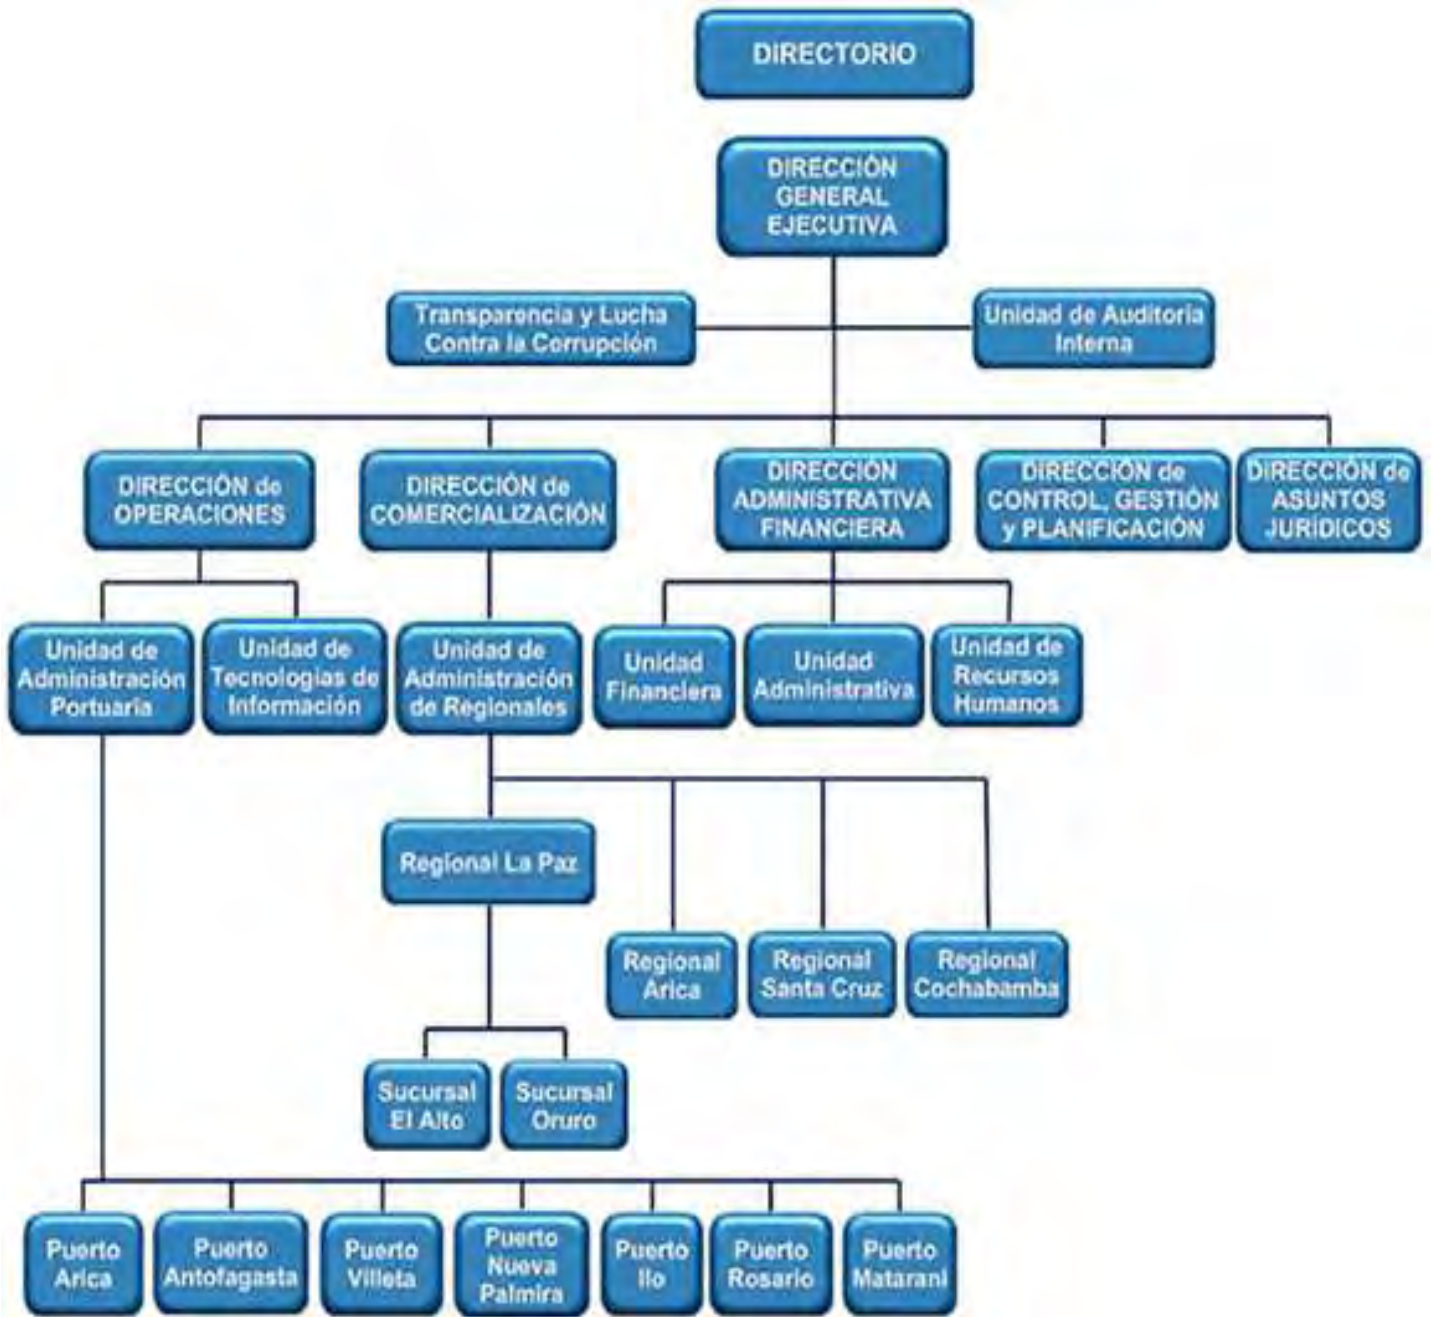 DIRECTORIO
DIRECCIÓN
GENERAL
EJECUTIVA
Transparencia y Lucha
Contra la Corrupción
Unidad de Auditoria
Interna
DIRECCIÓN de
OPERACIONES
DIRECCIÓN de
COMERCIALIZACIÓN
DIRECCIÓN
ADMINISTRATIVA
FINANCIERA
DIRECCIÓN de
CONTROL, GESTIÓN
y PLANIFICACIÓN
DIRECCIÓN de
ASUNTOS
JURÍDICOS
Unidad de
Administración
Portuaria
Unidad de
Tecnologías de
Información
Unidad de
Administración
de Regionales
Unidad
Financiera
Unidad
Administrativa
Unidad de
Recursos
Humanos
Regional La Paz
Regional
Arica
Regional
Santa Cruz
Regional
Cochabamba
Sucursal
El Alto
Sucursal
Oruro
Puerto
Arica
Puerto
Antofagasta
Puerto
Villeta
Puerto
Nueva
Palmira
Puerto
Ilo
Puerto
Rosario
Puerto
Matarani